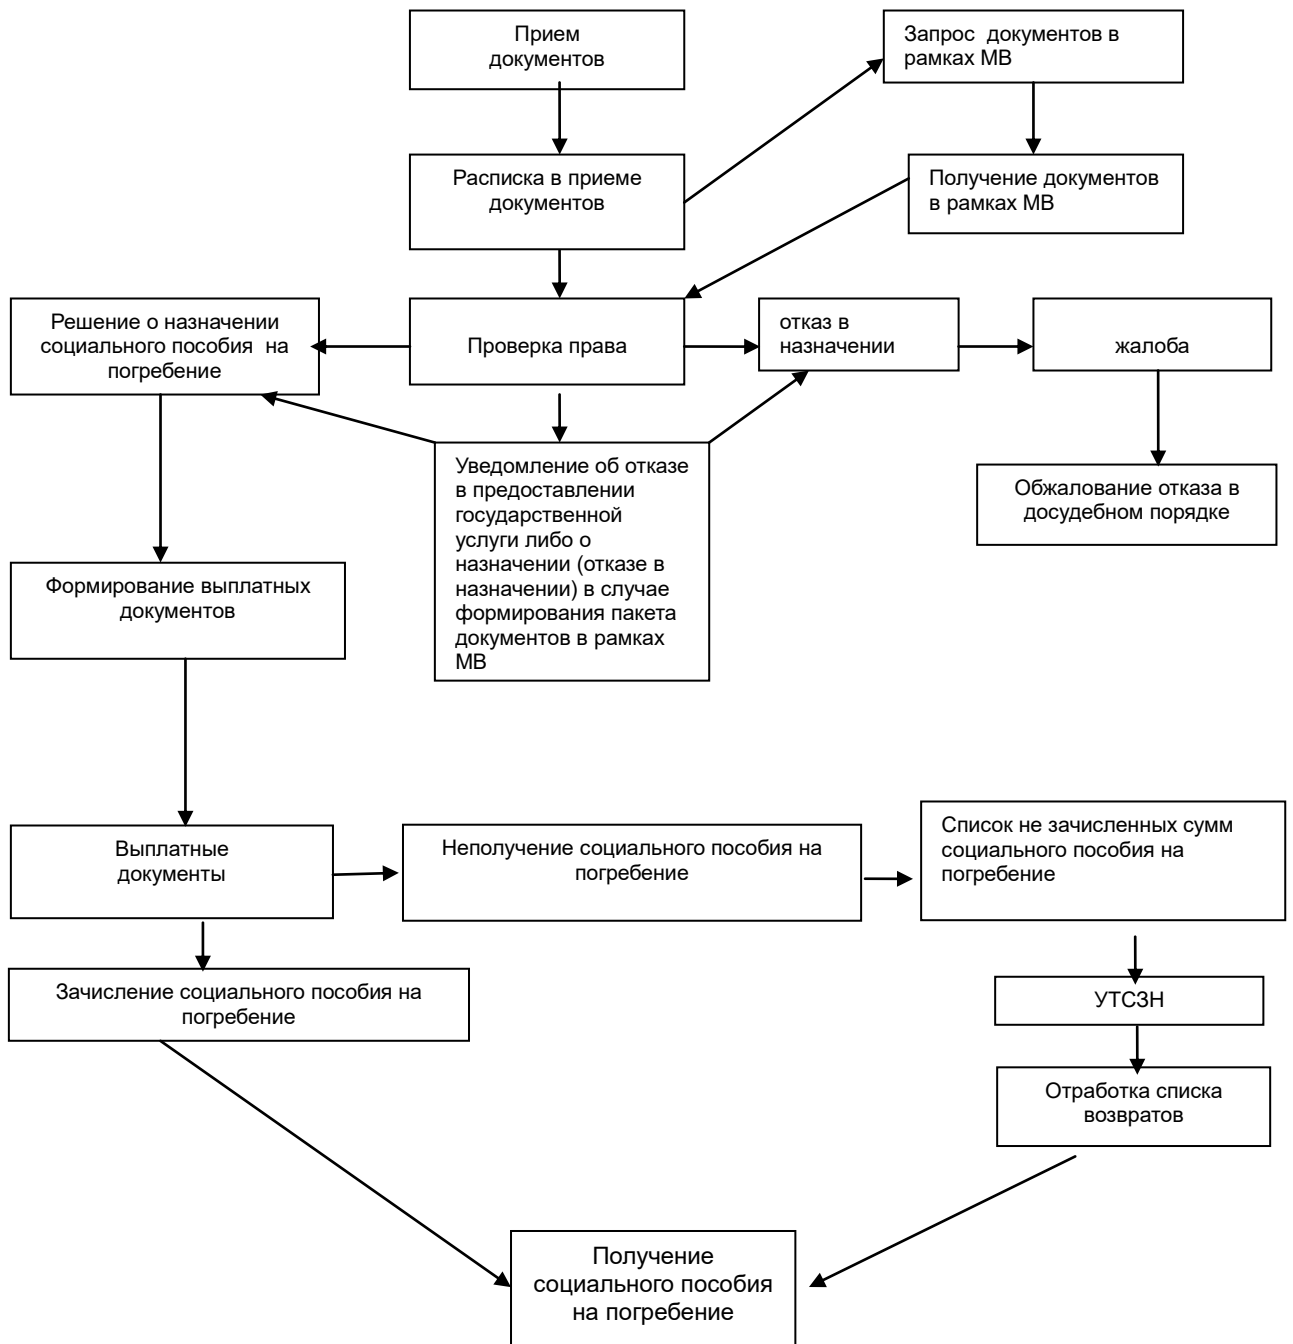 Прием
документов
Запрос  документов в
рамках МВ
Расписка в приеме
документов
Получение документов
в рамках МВ
Решение о назначении
социального пособия  на
погребение
Проверка права
отказ в
назначении
жалоба
Уведомление об отказе
в предоставлении
государственной
услуги либо о
назначении (отказе в
назначении) в случае
формирования пакета
документов в рамках
МВ
Обжалование отказа в
досудебном порядке
Формирование выплатных
документов
Выплатные
документы
Неполучение социального пособия на
погребение
Список не зачисленных сумм
социального пособия на
погребение
Зачисление социального пособия на
погребение
УТСЗН
Отработка списка
возвратов
Получение
социального пособия
на погребение